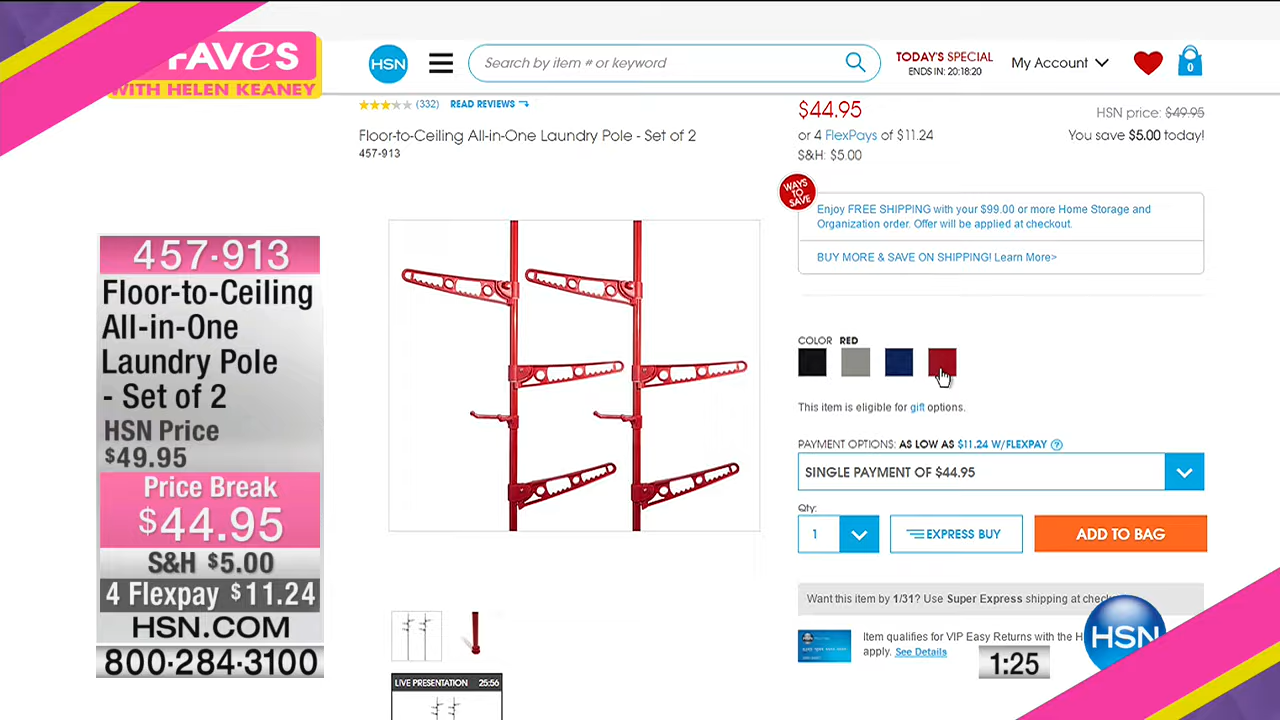 FAVES
WITH HELEN KEANEY
HSN
Search by item # or keyword
TODAY'S SPECIAL
ENDS IN: 20:18:20
My Account
0
(332) READ REVIEWS
Floor-to-Ceiling All-in-One Laundry Pole - Set of 2
457-913
$44.95
HSN price: $49.95
or 4 FlexPays of $11.24
You save $5.00 today!
S&H: $5.00
WAYS
TO
SAVE
Enjoy FREE SHIPPING with your $99.00 or more Home Storage and
Organization order. Offer will be applied at checkout.
BUY MORE & SAVE ON SHIPPING! Learn More>
457·913
Floor-to-Ceiling
All-in-One
Laundry Pole
- Set of 2
HSN Price
$49.95
Price Break
$44.95
S&H $5.00
4 Flexpay $11.24
HSN.COM
800·284·3100
COLOR RED
This item is eligible for gift options.
PAYMENT OPTIONS: AS LOW AS $11.24 W/FLEXPAY ?
SINGLE PAYMENT OF $44.95
Qty:
1
EXPRESS BUY
ADD TO BAG
Want this item by 1/31? Use Super Express shipping at
Item qualifies for VIP Easy Returns with the
apply. See Details
HSN
1:25
LIVE PRESENTATION 25:56